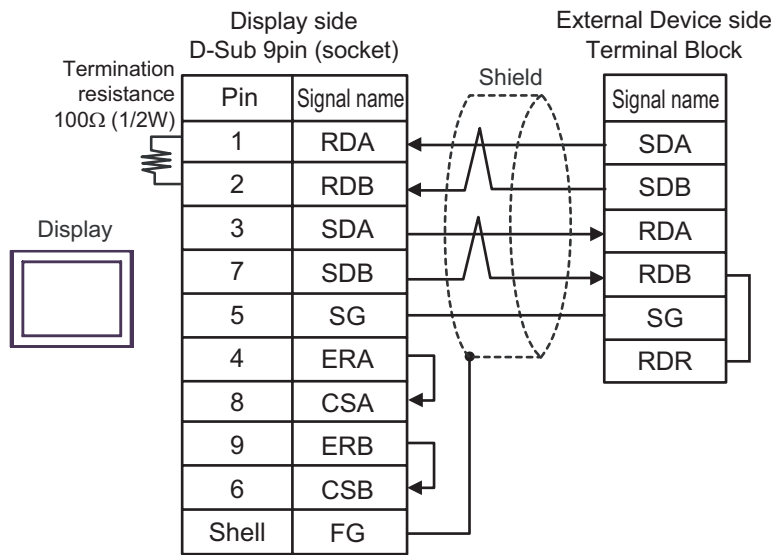 Display side
D-Sub 9pin (socket)
External Device side
Terminal Block
Termination
resistance
100Ω (1/2W)
Shield
Display
Pin Signal name
1 RDA
2 RDB
3 SDA
7 SDB
5 SG
4 ERA
8 CSA
9 ERB
6 CSB
Shell FG
Signal name
SDA
SDB
RDA
RDB
SG
RDR